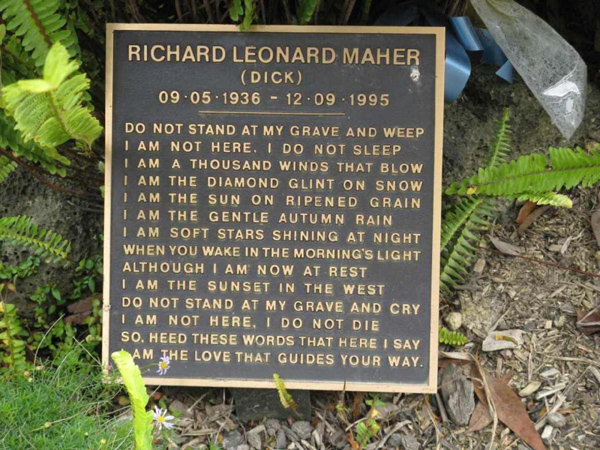 RICHARD LEONARD MAHER
(DICK)
09·05·1936 - 12·09·1995
DO NOT STAND AT MY GRAVE AND WEEP
I AM NOT HERE. I DO NOT SLEEP
I AM A THOUSAND WINDS THAT BLOW
I AM THE DIAMOND GLINT ON SNOW
I AM THE SUN ON RIPENED GRAIN
I AM THE GENTLE AUTUMN RAIN
I AM SOFT STARS SHINING AT NIGHT
WHEN YOU WAKE IN THE MORNING'S LIGHT
ALTHOUGH I AM NOW AT REST
I AM THE SUNSET IN THE WEST
DO NOT STAND AT MY GRAVE AND CRY
I AM NOT HERE. I DO NOT DIE
SO, HEED THESE WORDS THAT HERE I SAY
I AM THE LOVE THAT GUIDES YOUR WAY.